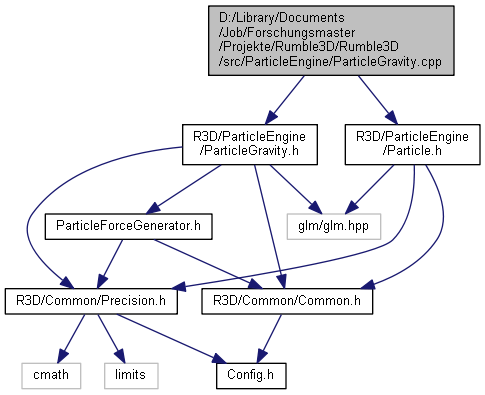 D:/Library/Documents
/Job/Forschungsmaster
/Projekte/Rumble3D/Rumble3D
/src/ParticleEngine/ParticleGravity.cpp
R3D/ParticleEngine
/ParticleGravity.h
R3D/ParticleEngine
/Particle.h
ParticleForceGenerator.h
glm/glm.hpp
R3D/Common/Precision.h
R3D/Common/Common.h
cmath
limits
Config.h